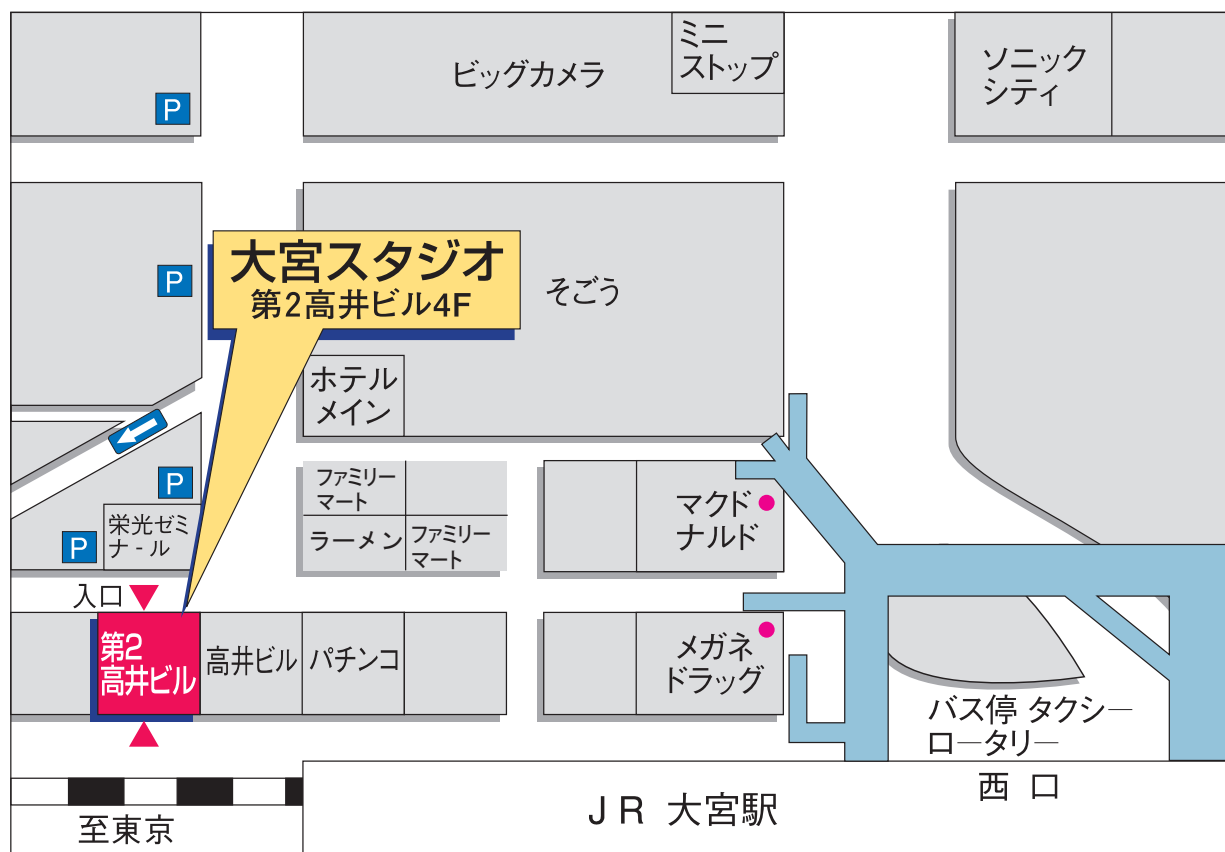 ミニ
ストップ
ビッグカメラ
ソニック
シティ
P
大宮スタジオ
第2高井ビル4F
P
そごう
ホテル
メイン
ファミリー
マート
P
マクド
ナルド
栄光ゼミ
ナ-ル
P
ラーメン
ファミリー
マート
入口
第2
高井ビル
高井ビル
パチンコ
メガネ
ドラッグ
バス停 タクシー
ロータリー
西 口
JR 大宮駅
至東京